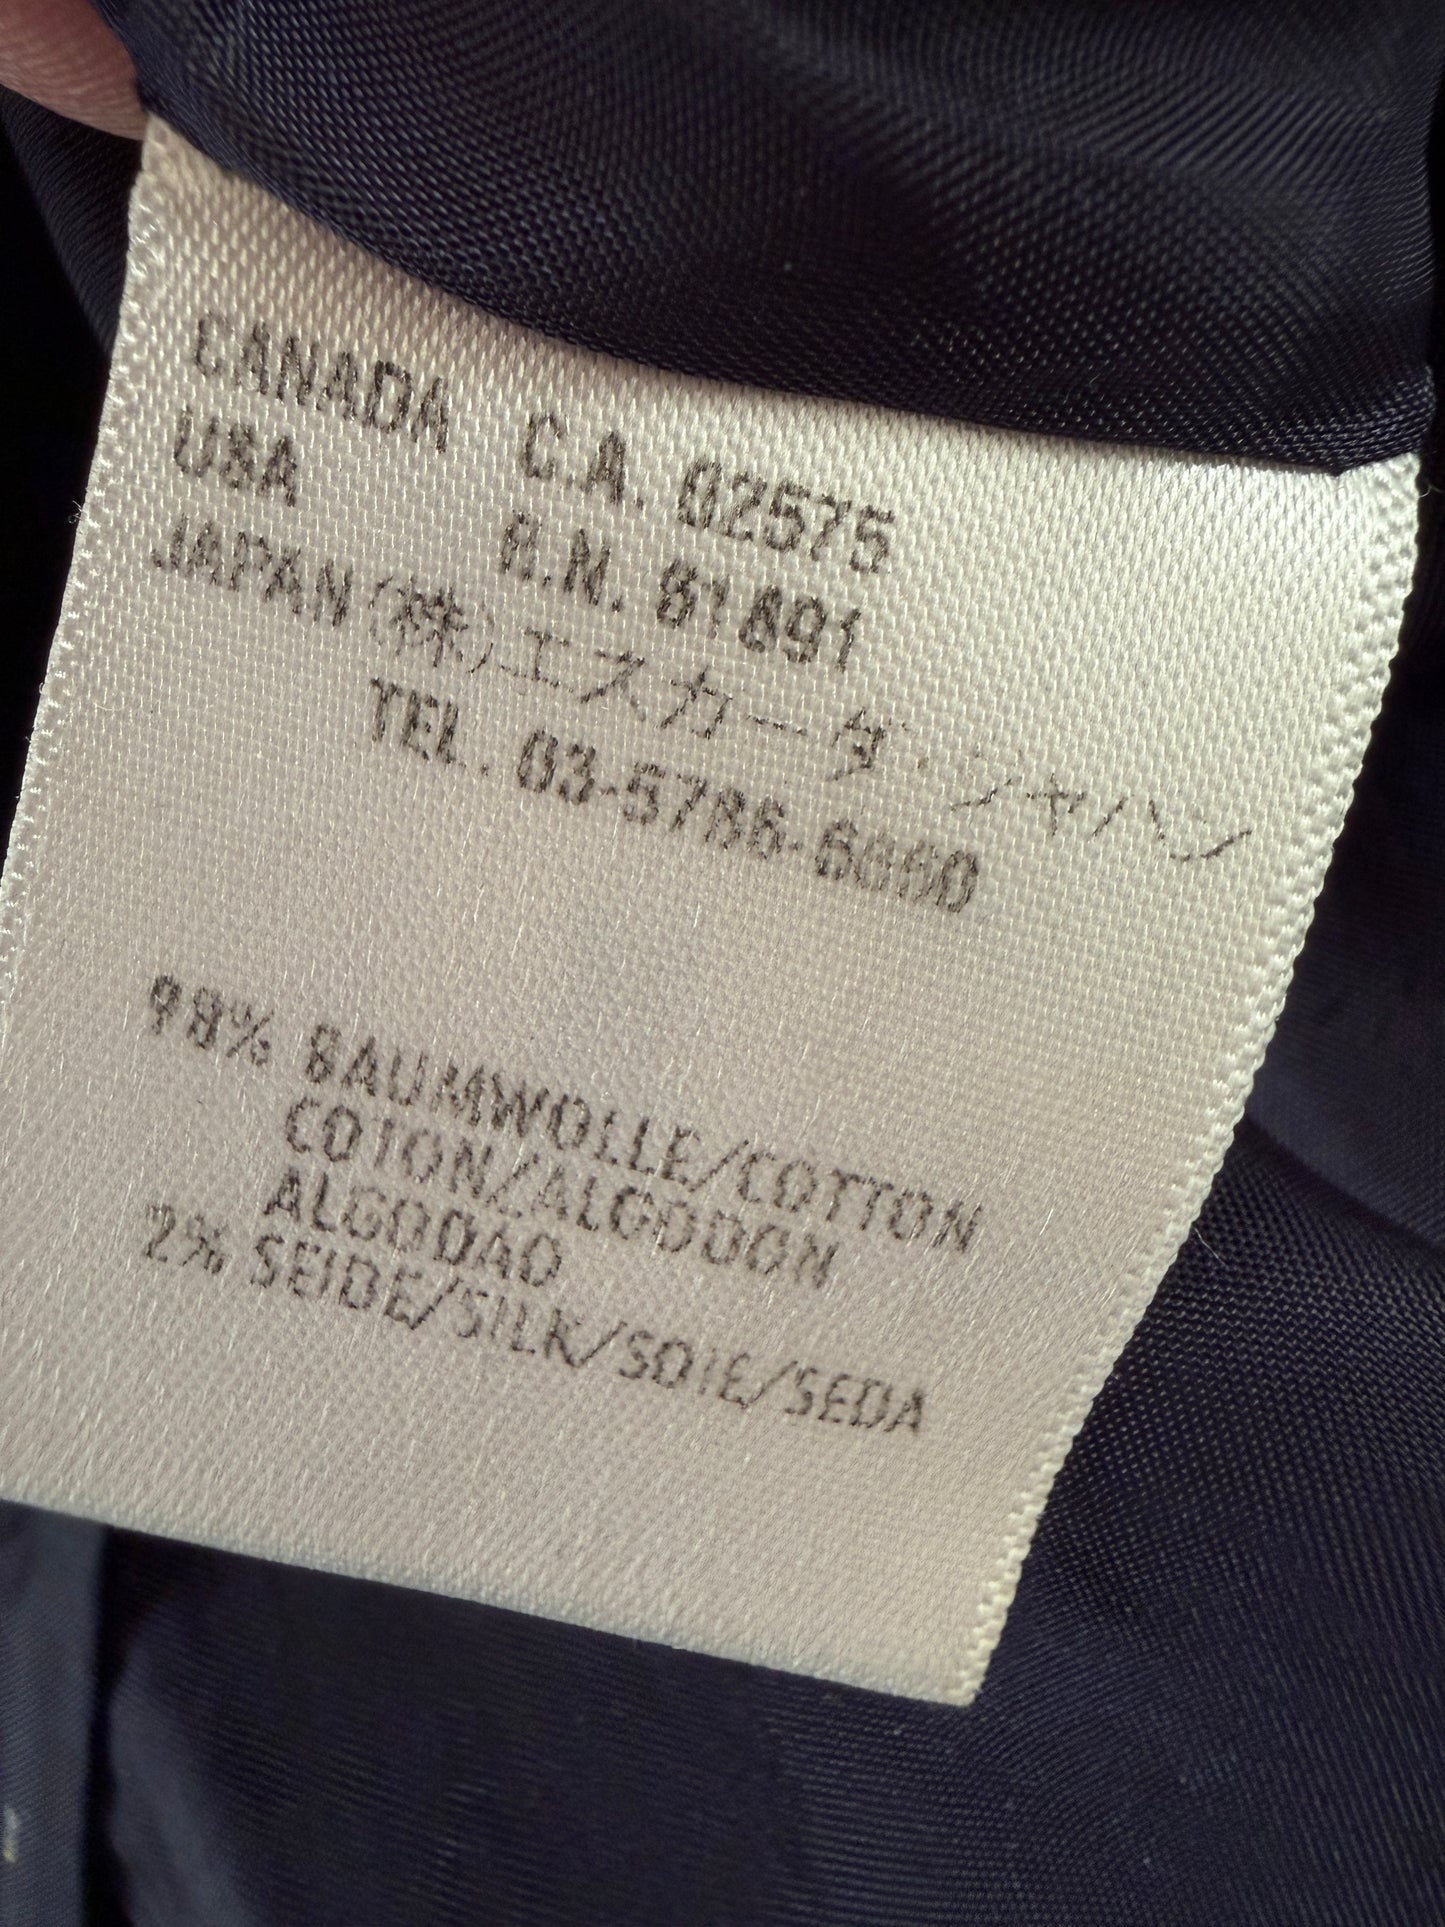 CANADA C.A. 02575
USA R.N. 81891
JAPAN (株)エスカーダ・ジャパン
TEL. 03-5786-6860
98% BAUMWOLLE/COTTON
COTON/ALGODON
ALGODAO
2% SEIDE/SILK/SOIE/SEDA